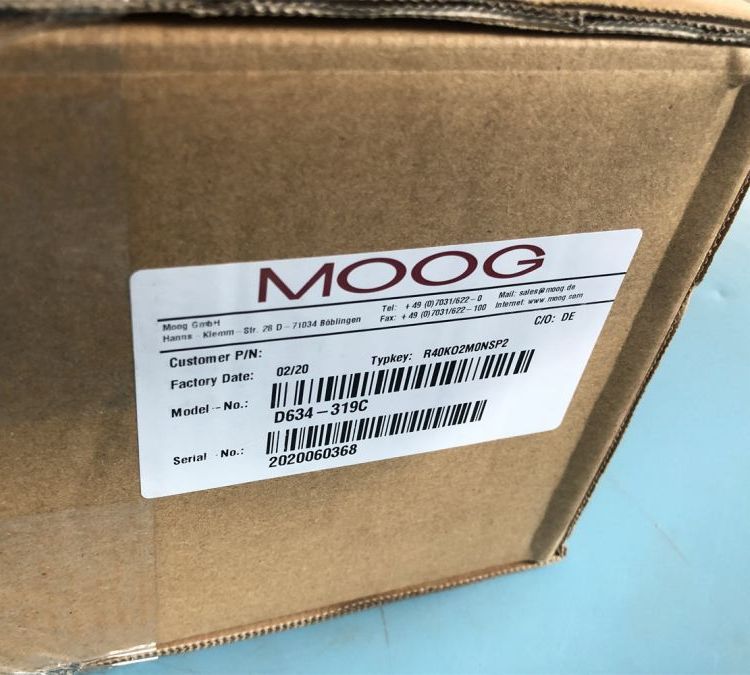 MOOG
Moog GmbH
Hanns - Klemm - Str. 28 D - 71034 Böblingen
Tel: + 49 (0)7031/622 - 0
Fax: + 49 (0)7031/622 - 100
Mail: sales@moog.de
Internet: www.moog.com
C/O: DE
Customer P/N:
Factory Date: 02/20 Typkey: R40KO2M0NSP2
Model - No.:
D634 - 319C
Serial No.:
2020060368